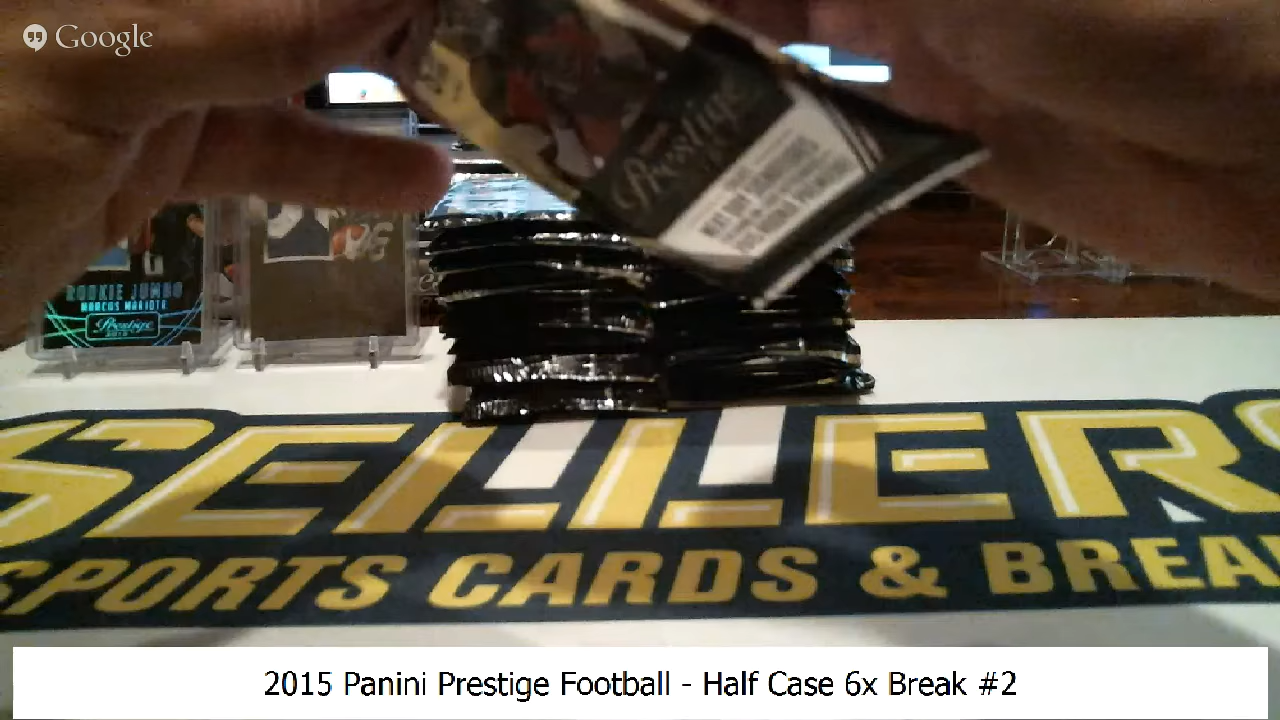 Google
Prestige
ROOKIE JUMBO
MARCUS MARIOTA
Prestige
SELLERS
SPORTS CARDS & BREA
2015 Panini Prestige Football - Half Case 6x Break #2